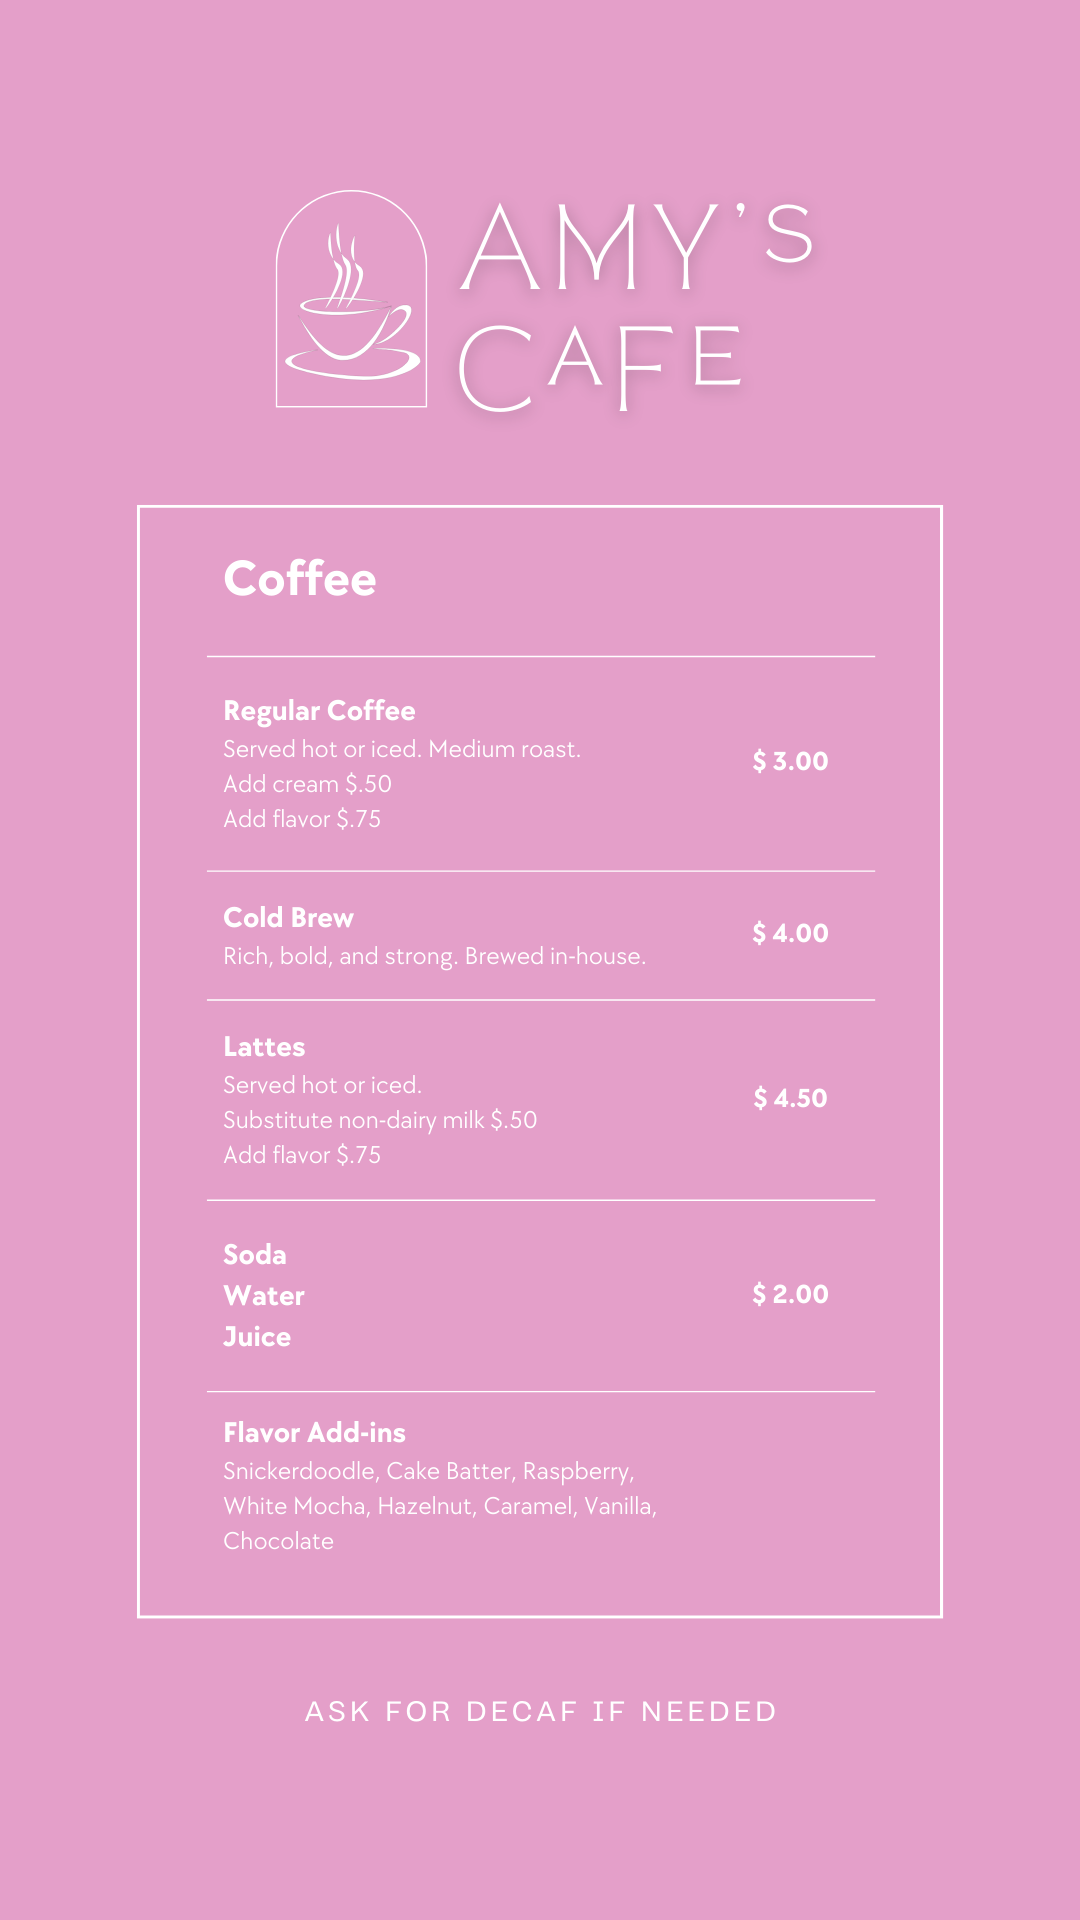 AMY'S
CAFE
Coffee
Regular Coffee
Served hot or iced. Medium roast.
Add cream $.50
Add flavor $.75
$ 3.00
Cold Brew
Rich, bold, and strong. Brewed in-house.
$ 4.00
Lattes
Served hot or iced.
Substitute non-dairy milk $.50
Add flavor $.75
$ 4.50
Soda
Water
Juice
$ 2.00
Flavor Add-ins
Snickerdoodle, Cake Batter, Raspberry,
White Mocha, Hazelnut, Caramel, Vanilla,
Chocolate
ASK FOR DECAF IF NEEDED